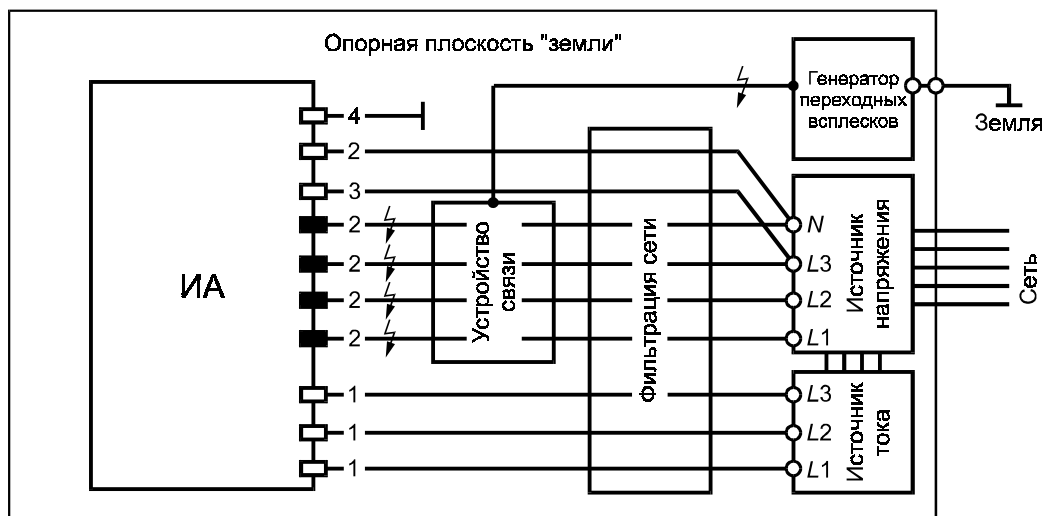 Опорная плоскость "земли"
Генератор
переходных
всплесков
Земля
4
2
3
2
2
2
2
1
1
1
ИА
Устройство
связи
Фильтрация сети
N
L3
L2
L1
Источник
напряжения
Сеть
L3
L2
L1
Источник
тока